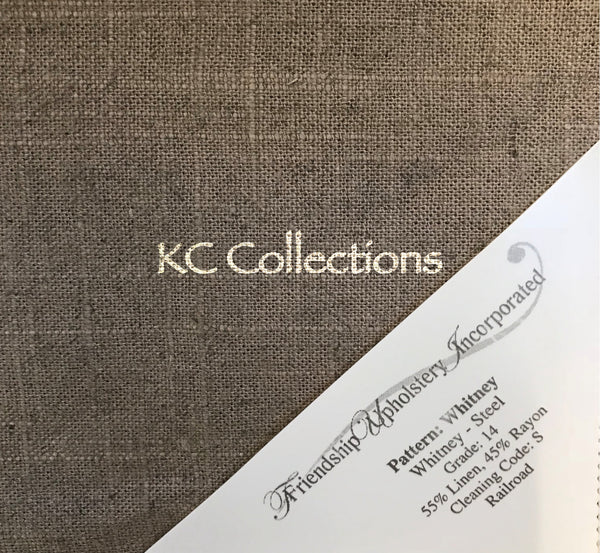 KC Collections
Friendship Upholstery Incorporated
Pattern: Whitney
Whitney - Steel
Grade: 14
55% Linen, 45% Rayon
Cleaning Code: S
Railroad